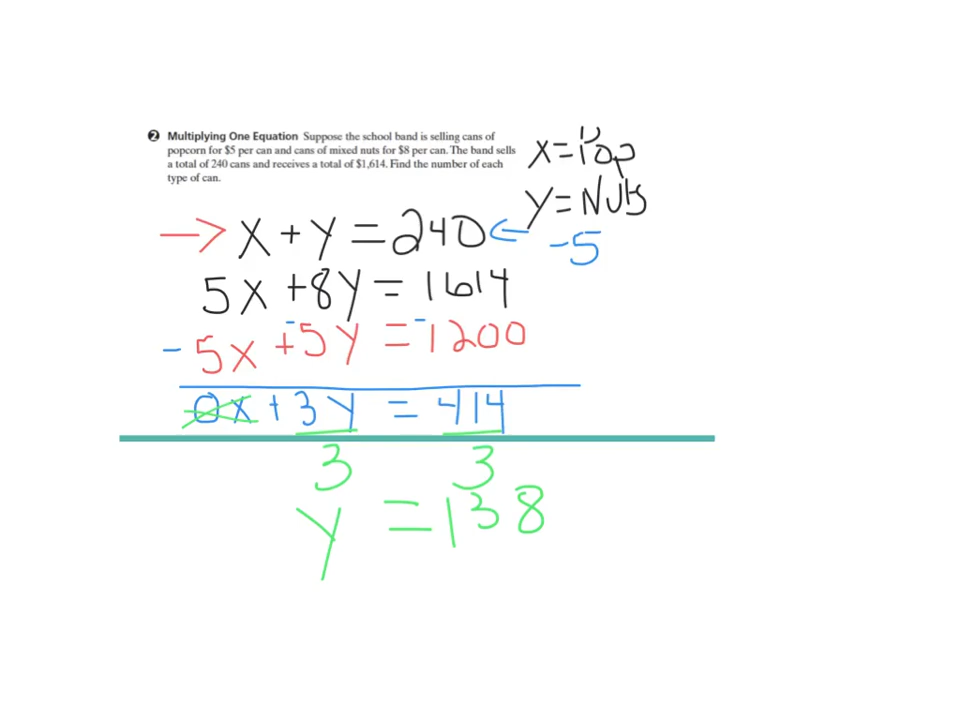 2 Multiplying One Equation Suppose the school band is selling cans of
popcorn for $5 per can and cans of mixed nuts for $8 per can. The band sells
a total of 240 cans and receives a total of $1,614. Find the number of each
type of can.
x = Pop
y = Nuts
→ x + y = 240 ←
-5
5x + 8y = 1614
-5x + -5y = -1200
0x + 3y = 414
3 3
y = 138